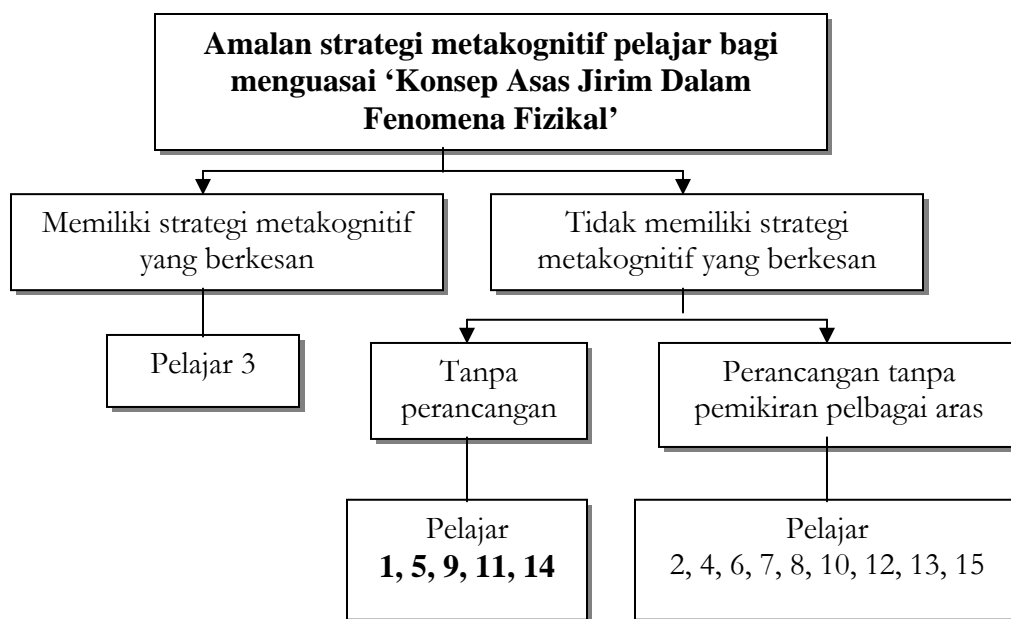 Amalan strategi metakognitif pelajar bagi
menguasai ‘Konsep Asas Jirim Dalam
Fenomena Fizikal’
Memiliki strategi metakognitif
yang berkesan
Tidak memiliki strategi
metakognitif yang berkesan
Pelajar 3
Tanpa
perancangan
Perancangan tanpa
pemikiran pelbagai aras
Pelajar
1, 5, 9, 11, 14
Pelajar
2, 4, 6, 7, 8, 10, 12, 13, 15